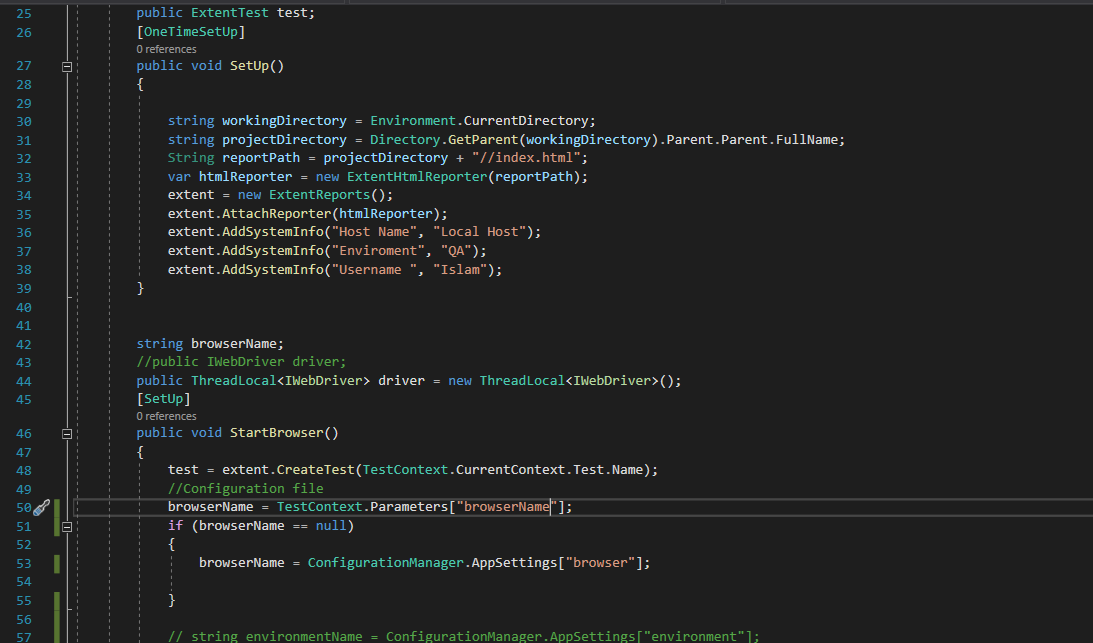 25 public ExtentTest test;
26 [OneTimeSetUp]
0 references
27 public void SetUp()
28 {
29
30 string workingDirectory = Environment.CurrentDirectory;
31 string projectDirectory = Directory.GetParent(workingDirectory).Parent.Parent.FullName;
32 String reportPath = projectDirectory + "//index.html";
33 var htmlReporter = new ExtentHtmlReporter(reportPath);
34 extent = new ExtentReports();
35 extent.AttachReporter(htmlReporter);
36 extent.AddSystemInfo("Host Name", "Local Host");
37 extent.AddSystemInfo("Enviroment", "QA");
38 extent.AddSystemInfo("Username ", "Islam");
39 }
40
41
42 string browserName;
43 //public IWebDriver driver;
44 public ThreadLocal<IWebDriver> driver = new ThreadLocal<IWebDriver>();
45 [SetUp]
0 references
46 public void StartBrowser()
47 {
48 test = extent.CreateTest(TestContext.CurrentContext.Test.Name);
49 //Configuration file
50 browserName = TestContext.Parameters["browserName"];
51 if (browserName == null)
52 {
53 browserName = ConfigurationManager.AppSettings["browser"];
54
55 }
56
57 // string environmentName = ConfigurationManager.AppSettings["environment"];